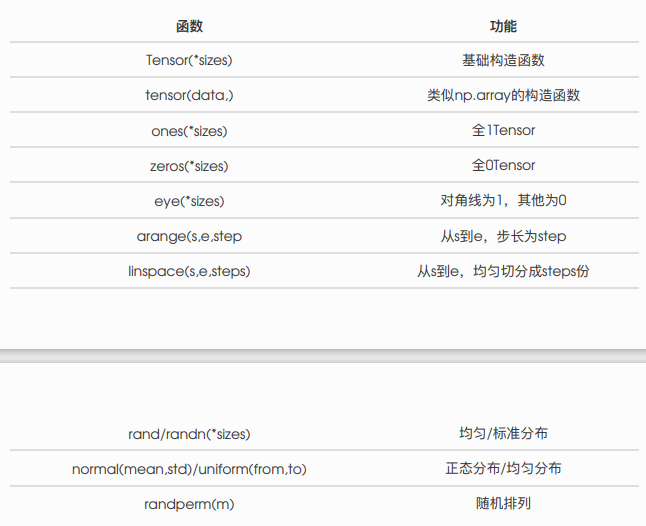 函数 功能
Tensor(*sizes) 基础构造函数
tensor(data,) 类似np.array的构造函数
ones(*sizes) 全1Tensor
zeros(*sizes) 全0Tensor
eye(*sizes) 对角线为1，其他为0
arange(s,e,step 从s到e，步长为step
linspace(s,e,steps) 从s到e，均匀切分成steps份
rand/randn(*sizes) 均匀/标准分布
normal(mean,std)/uniform(from,to) 正态分布/均匀分布
randperm(m) 随机排列